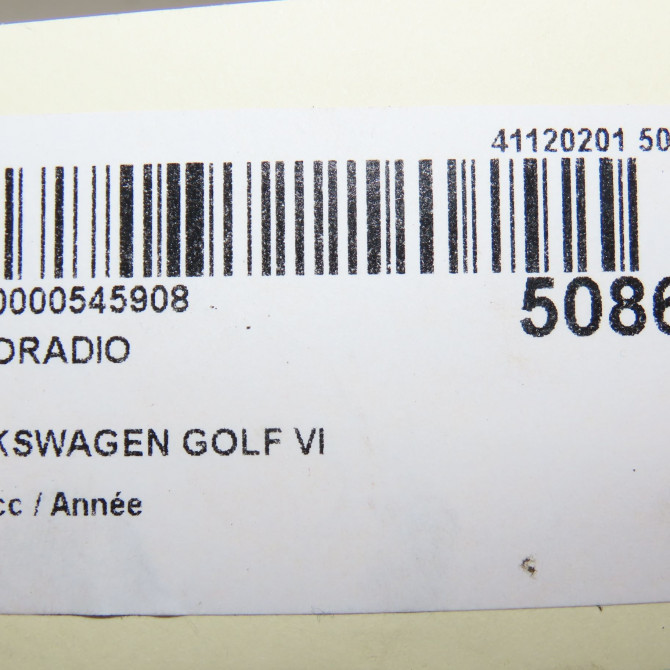 41120201 50
0000545908
5086
ORADIO
KSWAGEN GOLF VI
cc / Année